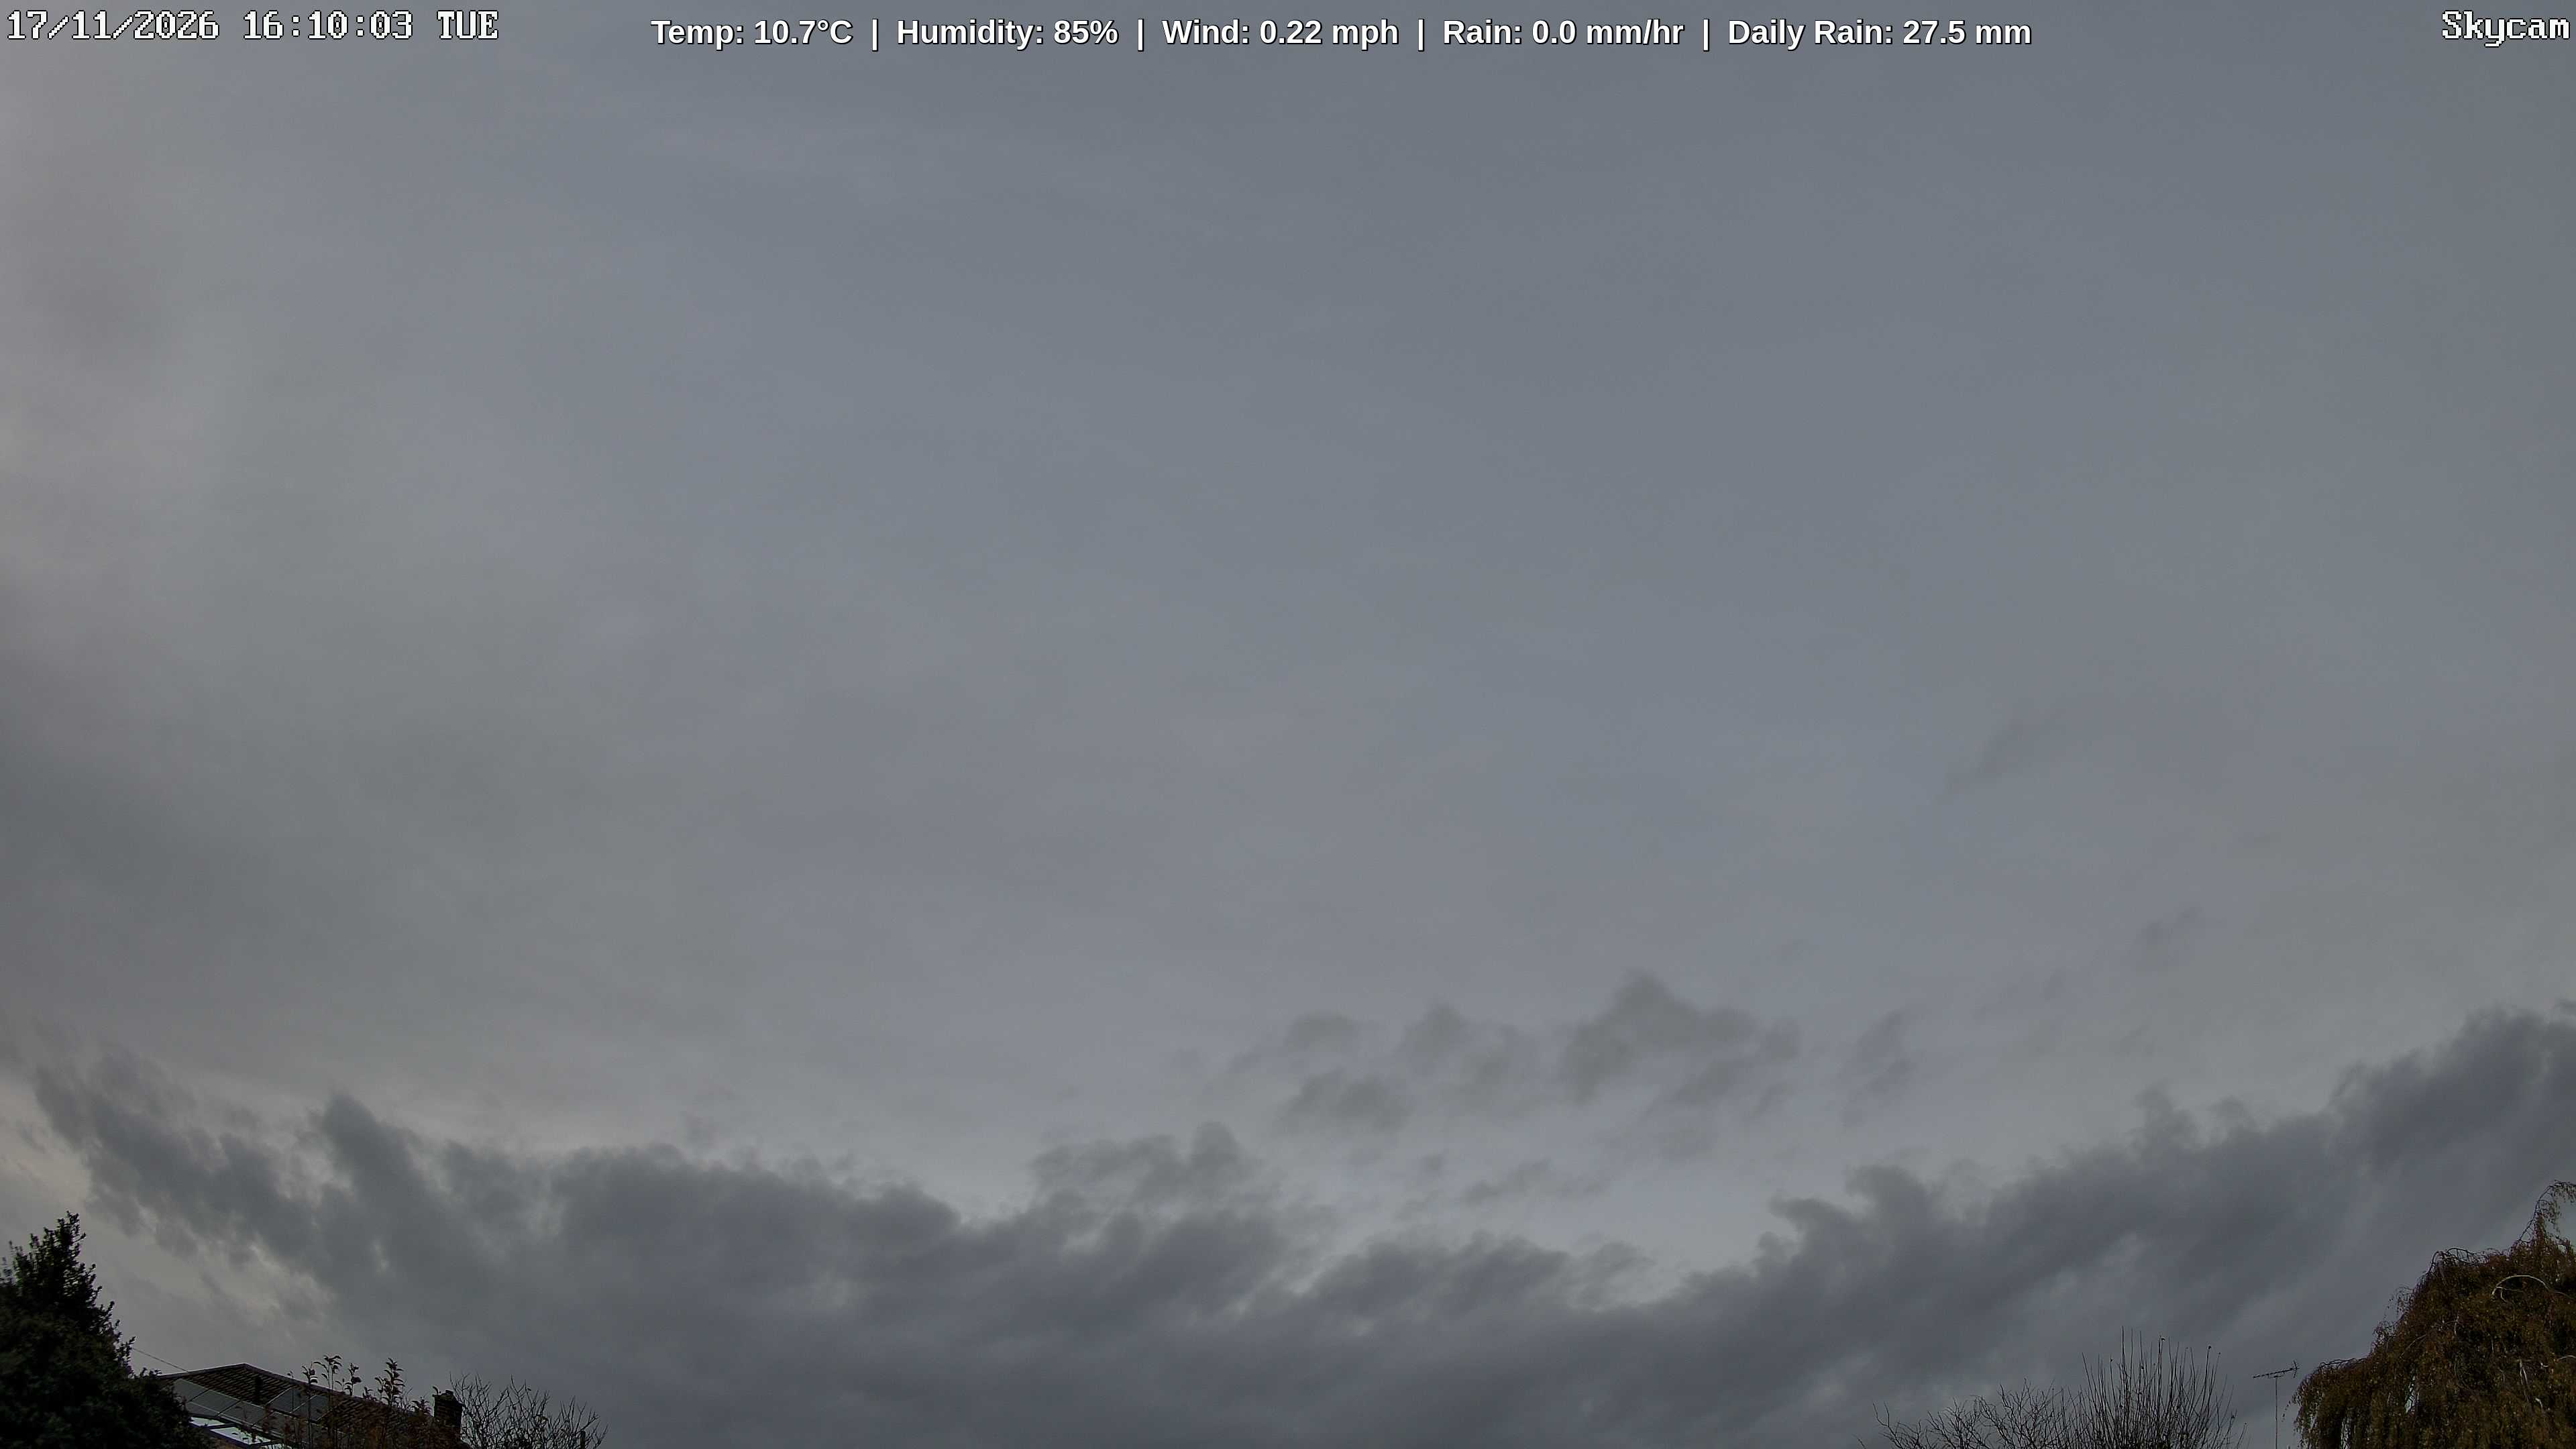 17/11/2026 16:10:03 TUE
Temp: 10.7°C | Humidity: 85% | Wind: 0.22 mph | Rain: 0.0 mm/hr | Daily Rain: 27.5 mm
Skycam